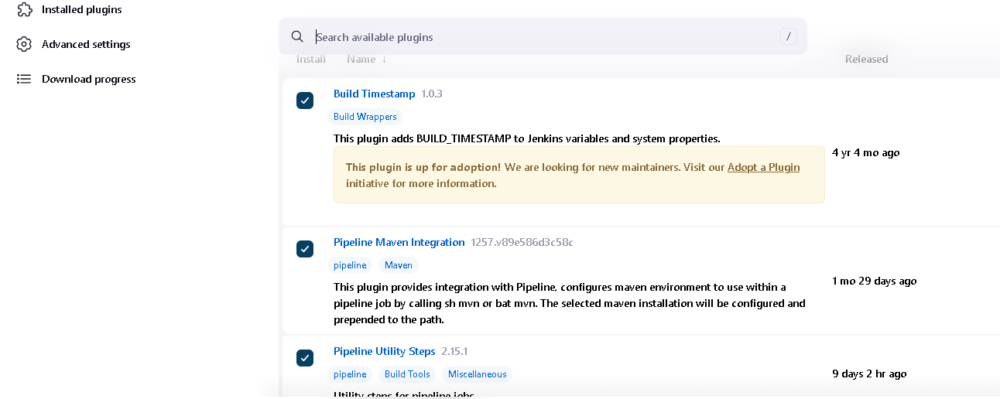 Installed plugins
Advanced settings
Download progress
Search available plugins /
Install Name ↓ Released
Build Timestamp 1.0.3
Build Wrappers
This plugin adds BUILD_TIMESTAMP to Jenkins variables and system properties.
This plugin is up for adoption! We are looking for new maintainers. Visit our Adopt a Plugin
initiative for more information.
4 yr 4 mo ago
Pipeline Maven Integration 1257.v89e586d3c58c
pipeline Maven
This plugin provides integration with Pipeline, configures maven environment to use within a
pipeline job by calling sh mvn or bat mvn. The selected maven installation will be configured and
prepended to the path.
1 mo 29 days ago
Pipeline Utility Steps 2.15.1
pipeline Build Tools Miscellaneous
Utility steps for pipeline jobs.
9 days 2 hr ago